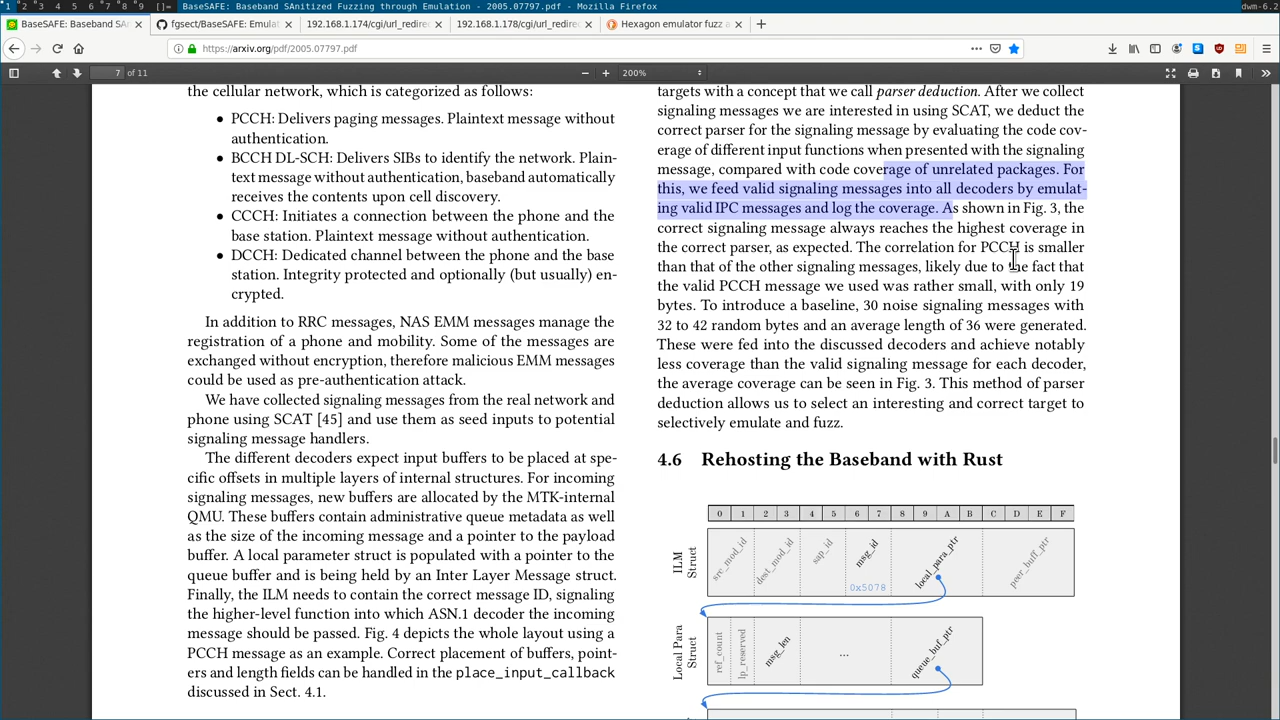 1 2 3 4 5 6 7 8 9 []= BaseSAFE: Baseband SAnitized Fuzzing through Emulation - 2005.07797.pdf - Mozilla Firefox dwm-6.2
BaseSAFE: Baseband SA
fgsect/BaseSAFE: Emulat
192.168.1.174/cgi/url_redire
192.168.1.178/cgi/url_redire
Hexagon emulator fuzz a
https://arxiv.org/pdf/2005.07797.pdf
7 of 11
200%
the cellular network, which is categorized as follows:
● PCCH: Delivers paging messages. Plaintext message without
authentication.
● BCCH DL-SCH: Delivers SIBs to identify the network. Plain-
text message without authentication, baseband automatically
receives the contents upon cell discovery.
● CCCH: Initiates a connection between the phone and the
base station. Plaintext message without authentication.
● DCCH: Dedicated channel between the phone and the base
station. Integrity protected and optionally (but usually) en-
crypted.
In addition to RRC messages, NAS EMM messages manage the
registration of a phone and mobility. Some of the messages are
exchanged without encryption, therefore malicious EMM messages
could be used as pre-authentication attack.
We have collected signaling messages from the real network and
phone using SCAT [45] and use them as seed inputs to potential
signaling message handlers.
The different decoders expect input buffers to be placed at spe-
cific offsets in multiple layers of internal structures. For incoming
signaling messages, new buffers are allocated by the MTK-internal
QMU. These buffers contain administrative queue metadata as well
as the size of the incoming message and a pointer to the payload
buffer. A local parameter struct is populated with a pointer to the
queue buffer and is being held by an Inter Layer Message struct.
Finally, the ILM needs to contain the correct message ID, signaling
the higher-level function into which ASN.1 decoder the incoming
message should be passed. Fig. 4 depicts the whole layout using a
PCCH message as an example. Correct placement of buffers, point-
ers and length fields can be handled in the place_input_callback
discussed in Sect. 4.1.
targets with a concept that we call parser deduction. After we collect
signaling messages we are interested in using SCAT, we deduct the
correct parser for the signaling message by evaluating the code cov-
erage of different input functions when presented with the signaling
message, compared with code coverage of unrelated packages. For
this, we feed valid signaling messages into all decoders by emulat-
ing valid IPC messages and log the coverage. As shown in Fig. 3, the
correct signaling message always reaches the highest coverage in
the correct parser, as expected. The correlation for PCCH is smaller
than that of the other signaling messages, likely due to the fact that
the valid PCCH message we used was rather small, with only 19
bytes. To introduce a baseline, 30 noise signaling messages with
32 to 42 random bytes and an average length of 36 were generated.
These were fed into the discussed decoders and achieve notably
less coverage than the valid signaling message for each decoder,
the average coverage can be seen in Fig. 3. This method of parser
deduction allows us to select an interesting and correct target to
selectively emulate and fuzz.
4.6 Rehosting the Baseband with Rust
0 1 2 3 4 5 6 7 8 9 A B C D E F
ILM
Struct
src_mod_id
dest_mod_id
sap_id
msg_id
0x5078
local_para_ptr
peer_buff_ptr
Local Para
Struct
ref_count
lp_reserved
msg_len
...
queue_buf_ptr